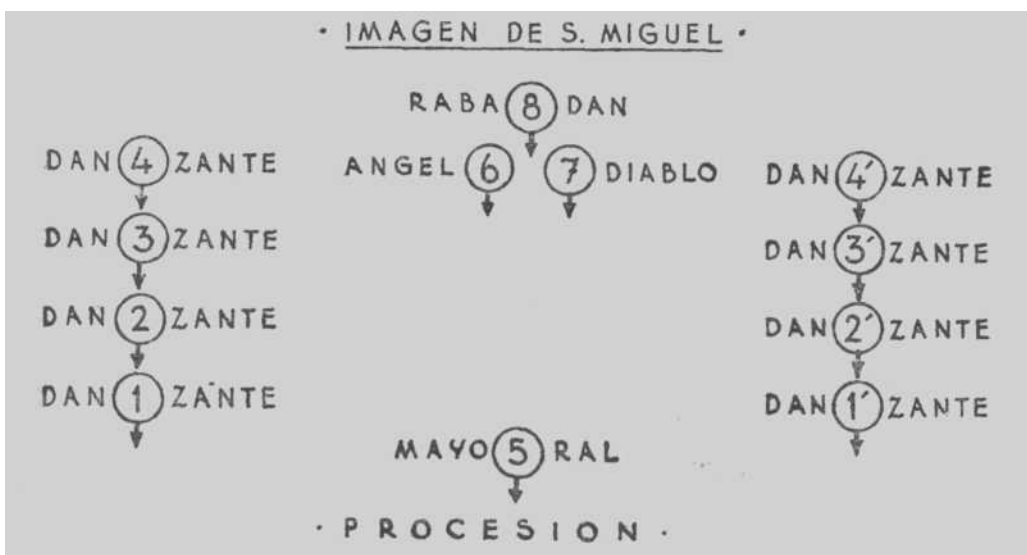 · IMAGEN DE S. MIGUEL ·
RABA 8 DAN
DAN 4 ZANTE
ANGEL 6 7 DIABLO
DAN 4´ ZANTE
DAN 3 ZANTE
DAN 3´ ZANTE
DAN 2 ZANTE
DAN 2´ ZANTE
DAN 1 ZANTE
DAN 1´ ZANTE
MAYO 5 RAL
· PROCESION ·